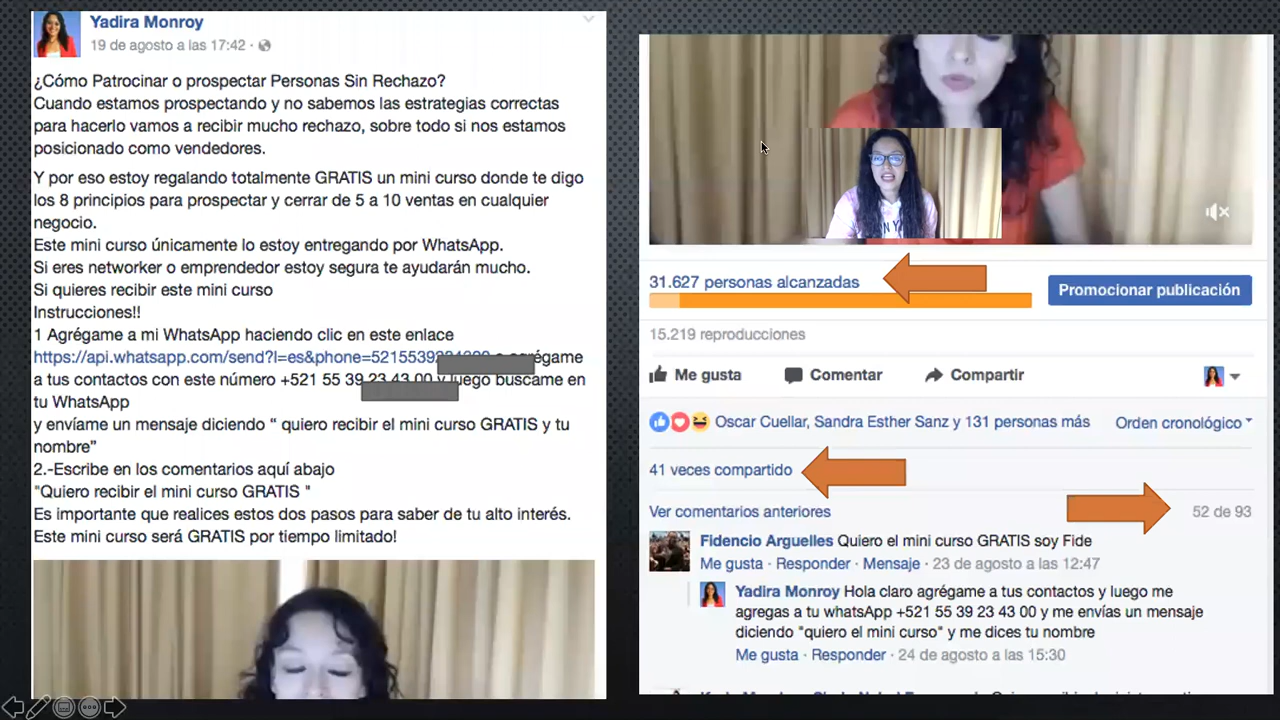 Yadira Monroy
19 de agosto a las 17:42 ·
¿Cómo Patrocinar o prospectar Personas Sin Rechazo?
Cuando estamos prospectando y no sabemos las estrategias correctas
para hacerlo vamos a recibir mucho rechazo, sobre todo si nos estamos
posicionado como vendedores.
Y por eso estoy regalando totalmente GRATIS un mini curso donde te digo
los 8 principios para prospectar y cerrar de 5 a 10 ventas en cualquier
negocio.
Este mini curso únicamente lo estoy entregando por WhatsApp.
Si eres networker o emprendedor estoy segura te ayudarán mucho.
Si quieres recibir este mini curso
Instrucciones!!
1 Agrégame a mi WhatsApp haciendo clic en este enlace
https://api.whatsapp.com/send?l=es&phone=5215539 agrégame
a tus contactos con este número +521 55 39 luego búscame en
tu WhatsApp
y envíame un mensaje diciendo “ quiero recibir el mini curso GRATIS y tu
nombre”
2.-Escribe en los comentarios aquí abajo
"Quiero recibir el mini curso GRATIS "
Es importante que realices estos dos pasos para saber de tu alto interés.
Este mini curso será GRATIS por tiempo limitado!
31.627 personas alcanzadas
Promocionar publicación
15.219 reproducciones
Me gusta Comentar Compartir
Oscar Cuellar, Sandra Esther Sanz y 131 personas más Orden cronológico
41 veces compartido
Ver comentarios anteriores 52 de 93
Fidencio Arguelles Quiero el mini curso GRATIS soy Fide
Me gusta · Responder · Mensaje · 23 de agosto a las 12:47
Yadira Monroy Hola claro agrégame a tus contactos y luego me
agregas a tu whatsApp +521 55 39 23 43 00 y me envías un mensaje
diciendo "quiero el mini curso" y me dices tu nombre
Me gusta · Responder · 24 de agosto a las 15:30